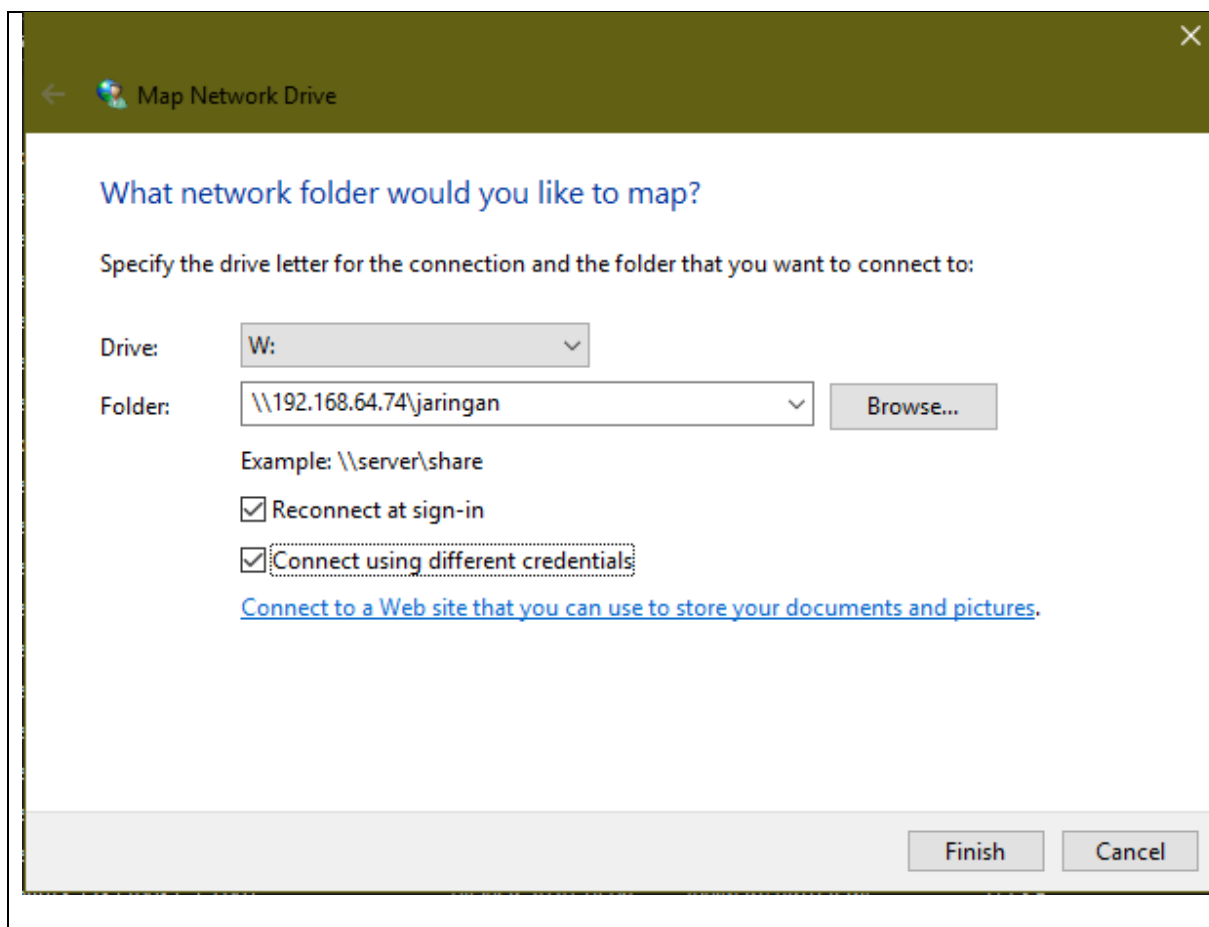 Map Network Drive
What network folder would you like to map?
Specify the drive letter for the connection and the folder that you want to connect to:
Drive: W:
Folder: \\192.168.64.74\jaringan Browse...
Example: \\server\share
Reconnect at sign-in
Connect using different credentials
Connect to a Web site that you can use to store your documents and pictures.
Finish Cancel